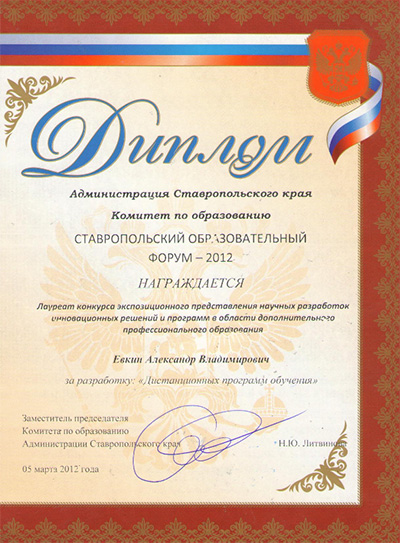 Диплом
Администрация Ставропольского края
Комитет по образованию
СТАВРОПОЛЬСКИЙ ОБРАЗОВАТЕЛЬНЫЙ
ФОРУМ – 2012
НАГРАЖДАЕТСЯ
Лауреат конкурса экспозиционного представления научных разработок
инновационных решений и программ в области дополнительного
профессионального образования
Евкин Александр Владимирович
за разработку: «Дистанционных программ обучения»
Заместитель председателя
Комитета по образованию
Администрации Ставропольского края Н.Ю. Литвинова
05 марта 2012 года